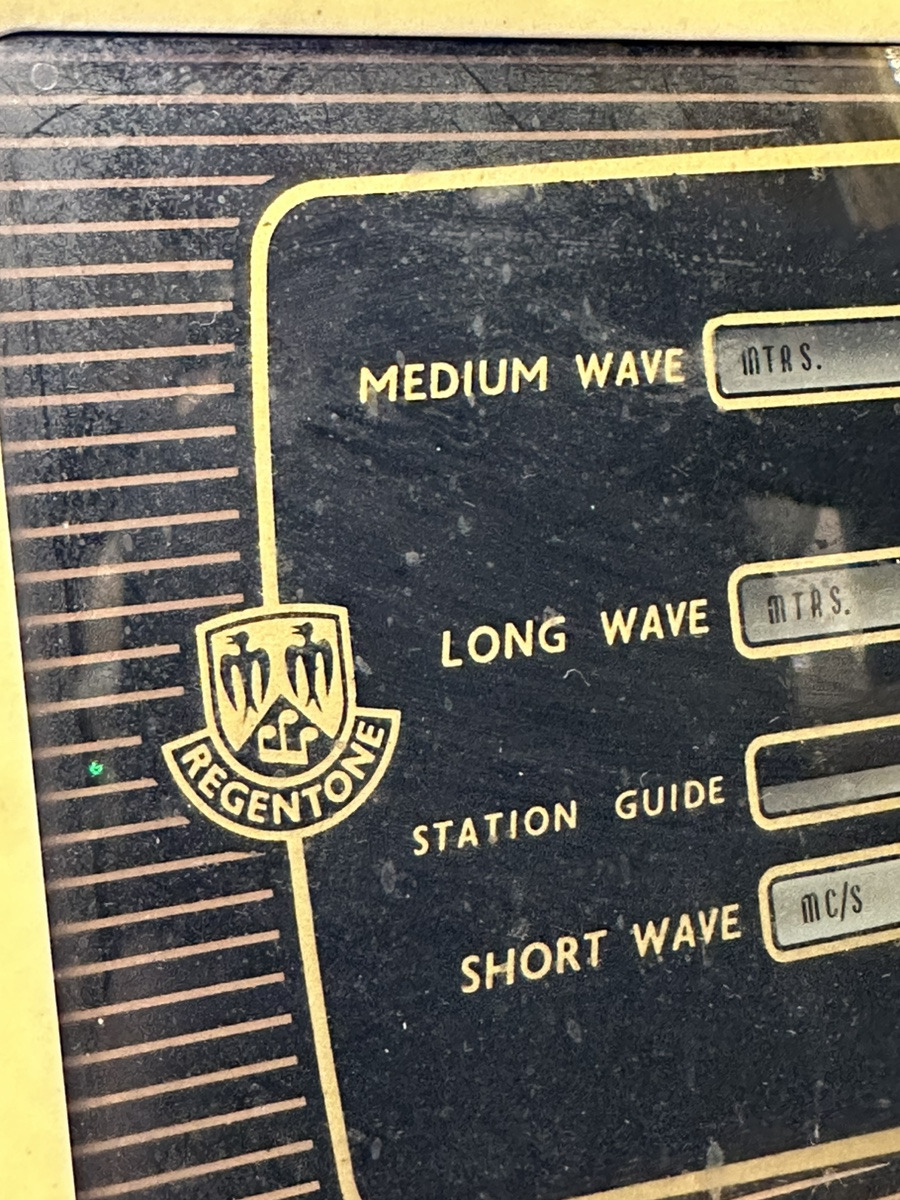 MEDIUM WAVE MTRS.
LONG WAVE MTRS.
REGENTONE
STATION GUIDE
SHORT WAVE MC/S